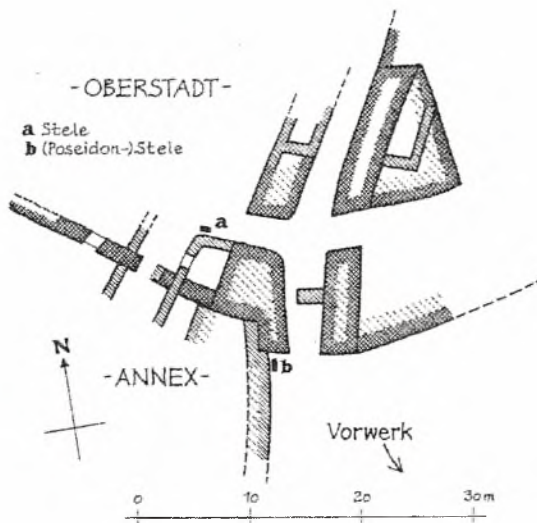 -OBERSTADT-
a Stele
b (Poseidon-)Stele
a
N
-ANNEX-
b
Vorwerk
0 10 20 30m